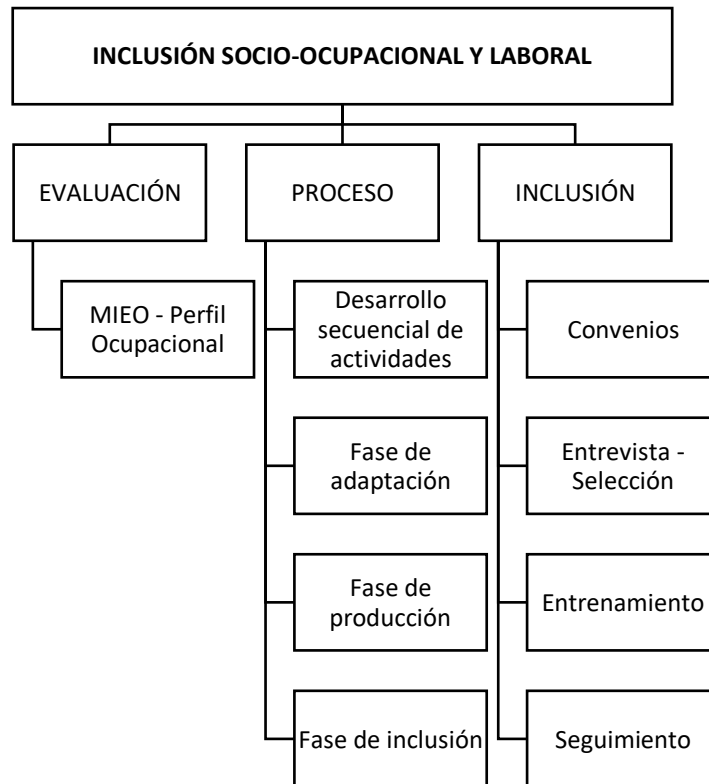 INCLUSIÓN SOCIO-OCUPACIONAL Y LABORAL
EVALUACIÓN
MIEO - Perfil
Ocupacional
PROCESO
Desarrollo
secuencial de
actividades
Fase de
adaptación
Fase de
producción
Fase de inclusión
INCLUSIÓN
Convenios
Entrevista -
Selección
Entrenamiento
Seguimiento